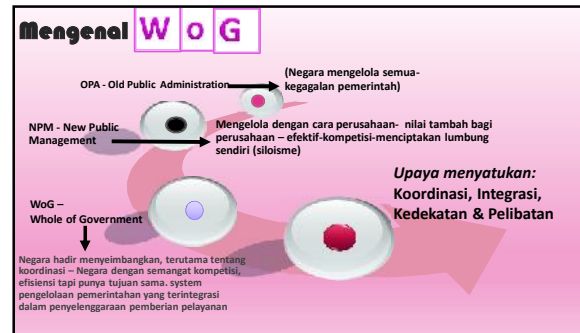 Mengenal W o G
OPA - Old Public Administration
(Negara mengelola semua-
kegagalan pemerintah)
NPM - New Public
Management
Mengelola dengan cara perusahaan- nilai tambah bagi
perusahaan – efektif-kompetisi-menciptakan lumbung
sendiri (siloisme)
WoG –
Whole of Government
Negara hadir menyeimbangkan, terutama tentang
koordinasi – Negara dengan semangat kompetisi,
efisiensi tapi punya tujuan sama. system
pengelolaan pemerintahan yang terintegrasi
dalam penyelenggaraan pemberian pelayanan
Upaya menyatukan:
Koordinasi, Integrasi,
Kedekatan & Pelibatan